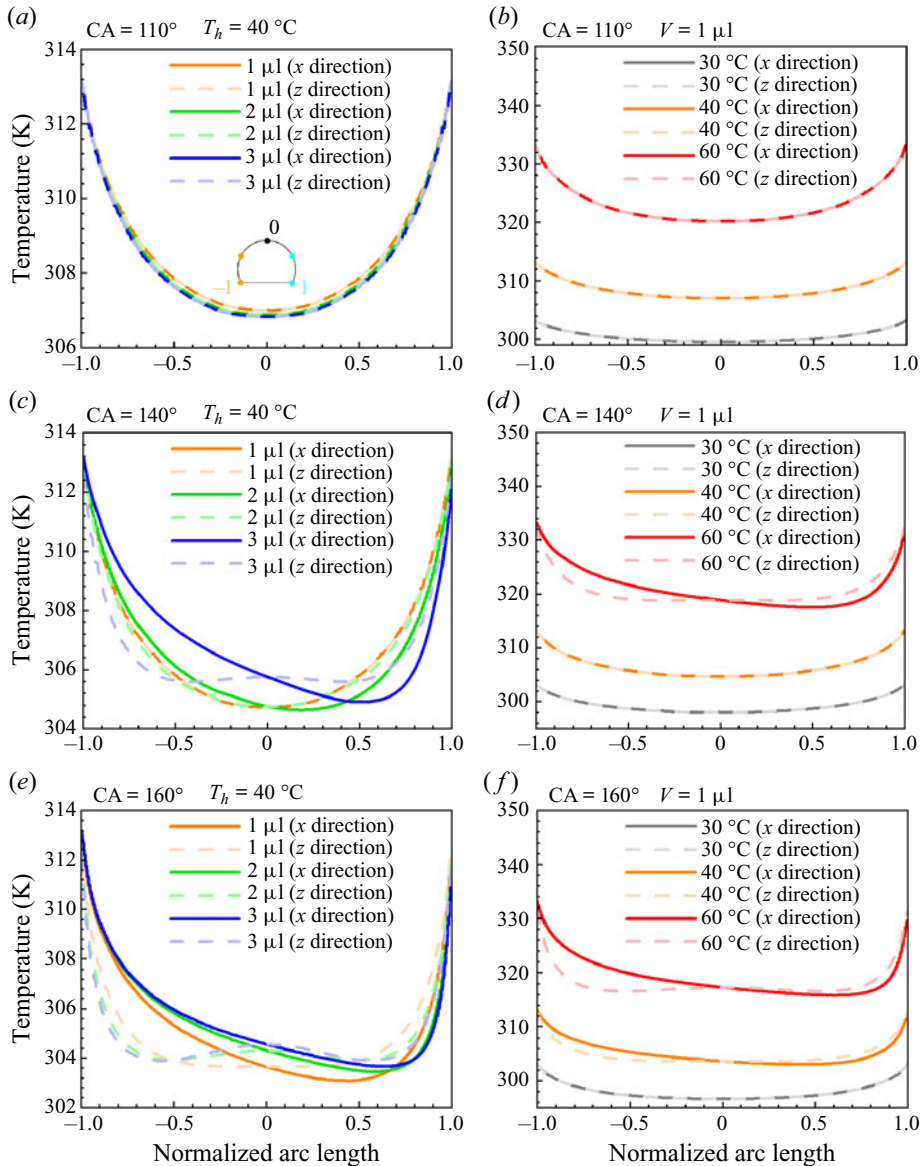 (a) CA = 110° T_h = 40 °C
314
313
312
311
310
309
308
307
306
Temperature (K)
1 μl (x direction)
1 μl (z direction)
2 μl (x direction)
2 μl (z direction)
3 μl (x direction)
3 μl (z direction)
0
−1 1
−1.0 −0.5 0 0.5 1.0
(b) CA = 110° V = 1 μl
350
340
330
320
310
300
30 °C (x direction)
30 °C (z direction)
40 °C (x direction)
40 °C (z direction)
60 °C (x direction)
60 °C (z direction)
−1.0 −0.5 0 0.5 1.0
(c) CA = 140° T_h = 40 °C
314
312
310
308
306
304
Temperature (K)
1 μl (x direction)
1 μl (z direction)
2 μl (x direction)
2 μl (z direction)
3 μl (x direction)
3 μl (z direction)
−1.0 −0.5 0 0.5 1.0
(d) CA = 140° V = 1 μl
350
340
330
320
310
300
30 °C (x direction)
30 °C (z direction)
40 °C (x direction)
40 °C (z direction)
60 °C (x direction)
60 °C (z direction)
−1.0 −0.5 0 0.5 1.0
(e) CA = 160° T_h = 40 °C
314
312
310
308
306
304
302
Temperature (K)
1 μl (x direction)
1 μl (z direction)
2 μl (x direction)
2 μl (z direction)
3 μl (x direction)
3 μl (z direction)
−1.0 −0.5 0 0.5 1.0
Normalized arc length
(f) CA = 160° V = 1 μl
350
340
330
320
310
300
30 °C (x direction)
30 °C (z direction)
40 °C (x direction)
40 °C (z direction)
60 °C (x direction)
60 °C (z direction)
−1.0 −0.5 0 0.5 1.0
Normalized arc length